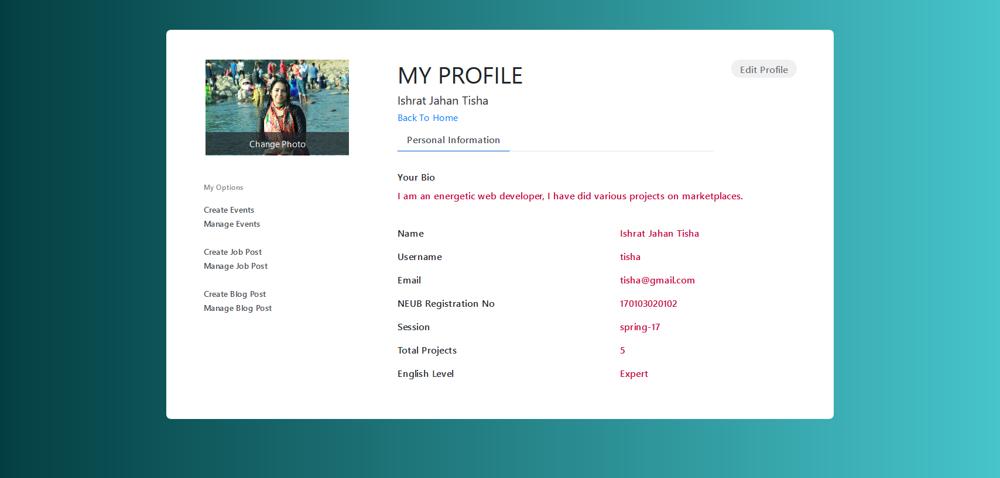 Change Photo
My Options
Create Events
Manage Events
Create Job Post
Manage Job Post
Create Blog Post
Manage Blog Post
MY PROFILE
Edit Profile
Ishrat Jahan Tisha
Back To Home
Personal Information
Your Bio
I am an energetic web developer, I have did various projects on marketplaces.
Name Ishrat Jahan Tisha
Username tisha
Email tisha@gmail.com
NEUB Registration No 170103020102
Session spring-17
Total Projects 5
English Level Expert